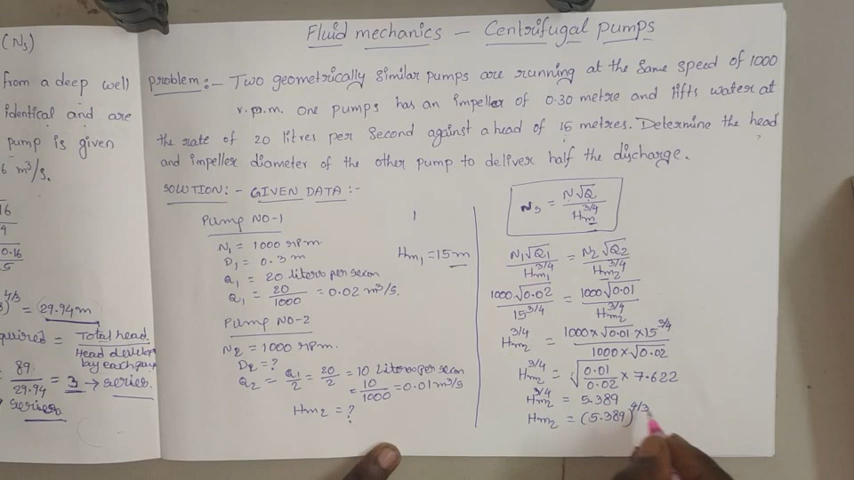 (N₃)
from a deep well
identical and are
pump is given
6 m³/s.
16
0.16
4/3
= 29.94m
quired = Total head
Head develop
by each pump
89
29.94
= 3 → series
series
Fluid mechanics - Centrifugal pumps
problem:- Two geometrically similar pumps are running at the same speed of 1000
r.p.m. One pumps has an impeller of 0.30 metre and lifts water at
the rate of 20 litres per second against a head of 15 metres. Determine the head
and impeller diameter of the other pump to deliver half the discharge.
SOLUTION:- GIVEN DATA:-
PUMP NO-1
N₁ = 1000 rpm
D₁ = 0.3 m
Hm₁ = 15m
Q₁ = 20 liters per secon
Q₁ = 20/1000 = 0.02 m³/s.
PUMP NO-2
N₂ = 1000 rpm.
D₂ = ?
Q₂ = Q₁/2 = 20/2 = 10 Liters per secon
= 10/1000 = 0.01 m³/s
Hm₂ = ?
Ns = N√Q / Hm^3/4
N₁√Q₁ / Hm₁^3/4 = N₂√Q₂ / Hm₂^3/4
1000√0.02 / 15^3/4 = 1000√0.01 / Hm₂^3/4
Hm₂^3/4 = 1000×√0.01 × 15^3/4 / 1000×√0.02
Hm₂^3/4 = √(0.01/0.02) × 7.622
Hm₂^3/4 = 5.389
Hm₂ = (5.389)^4/3